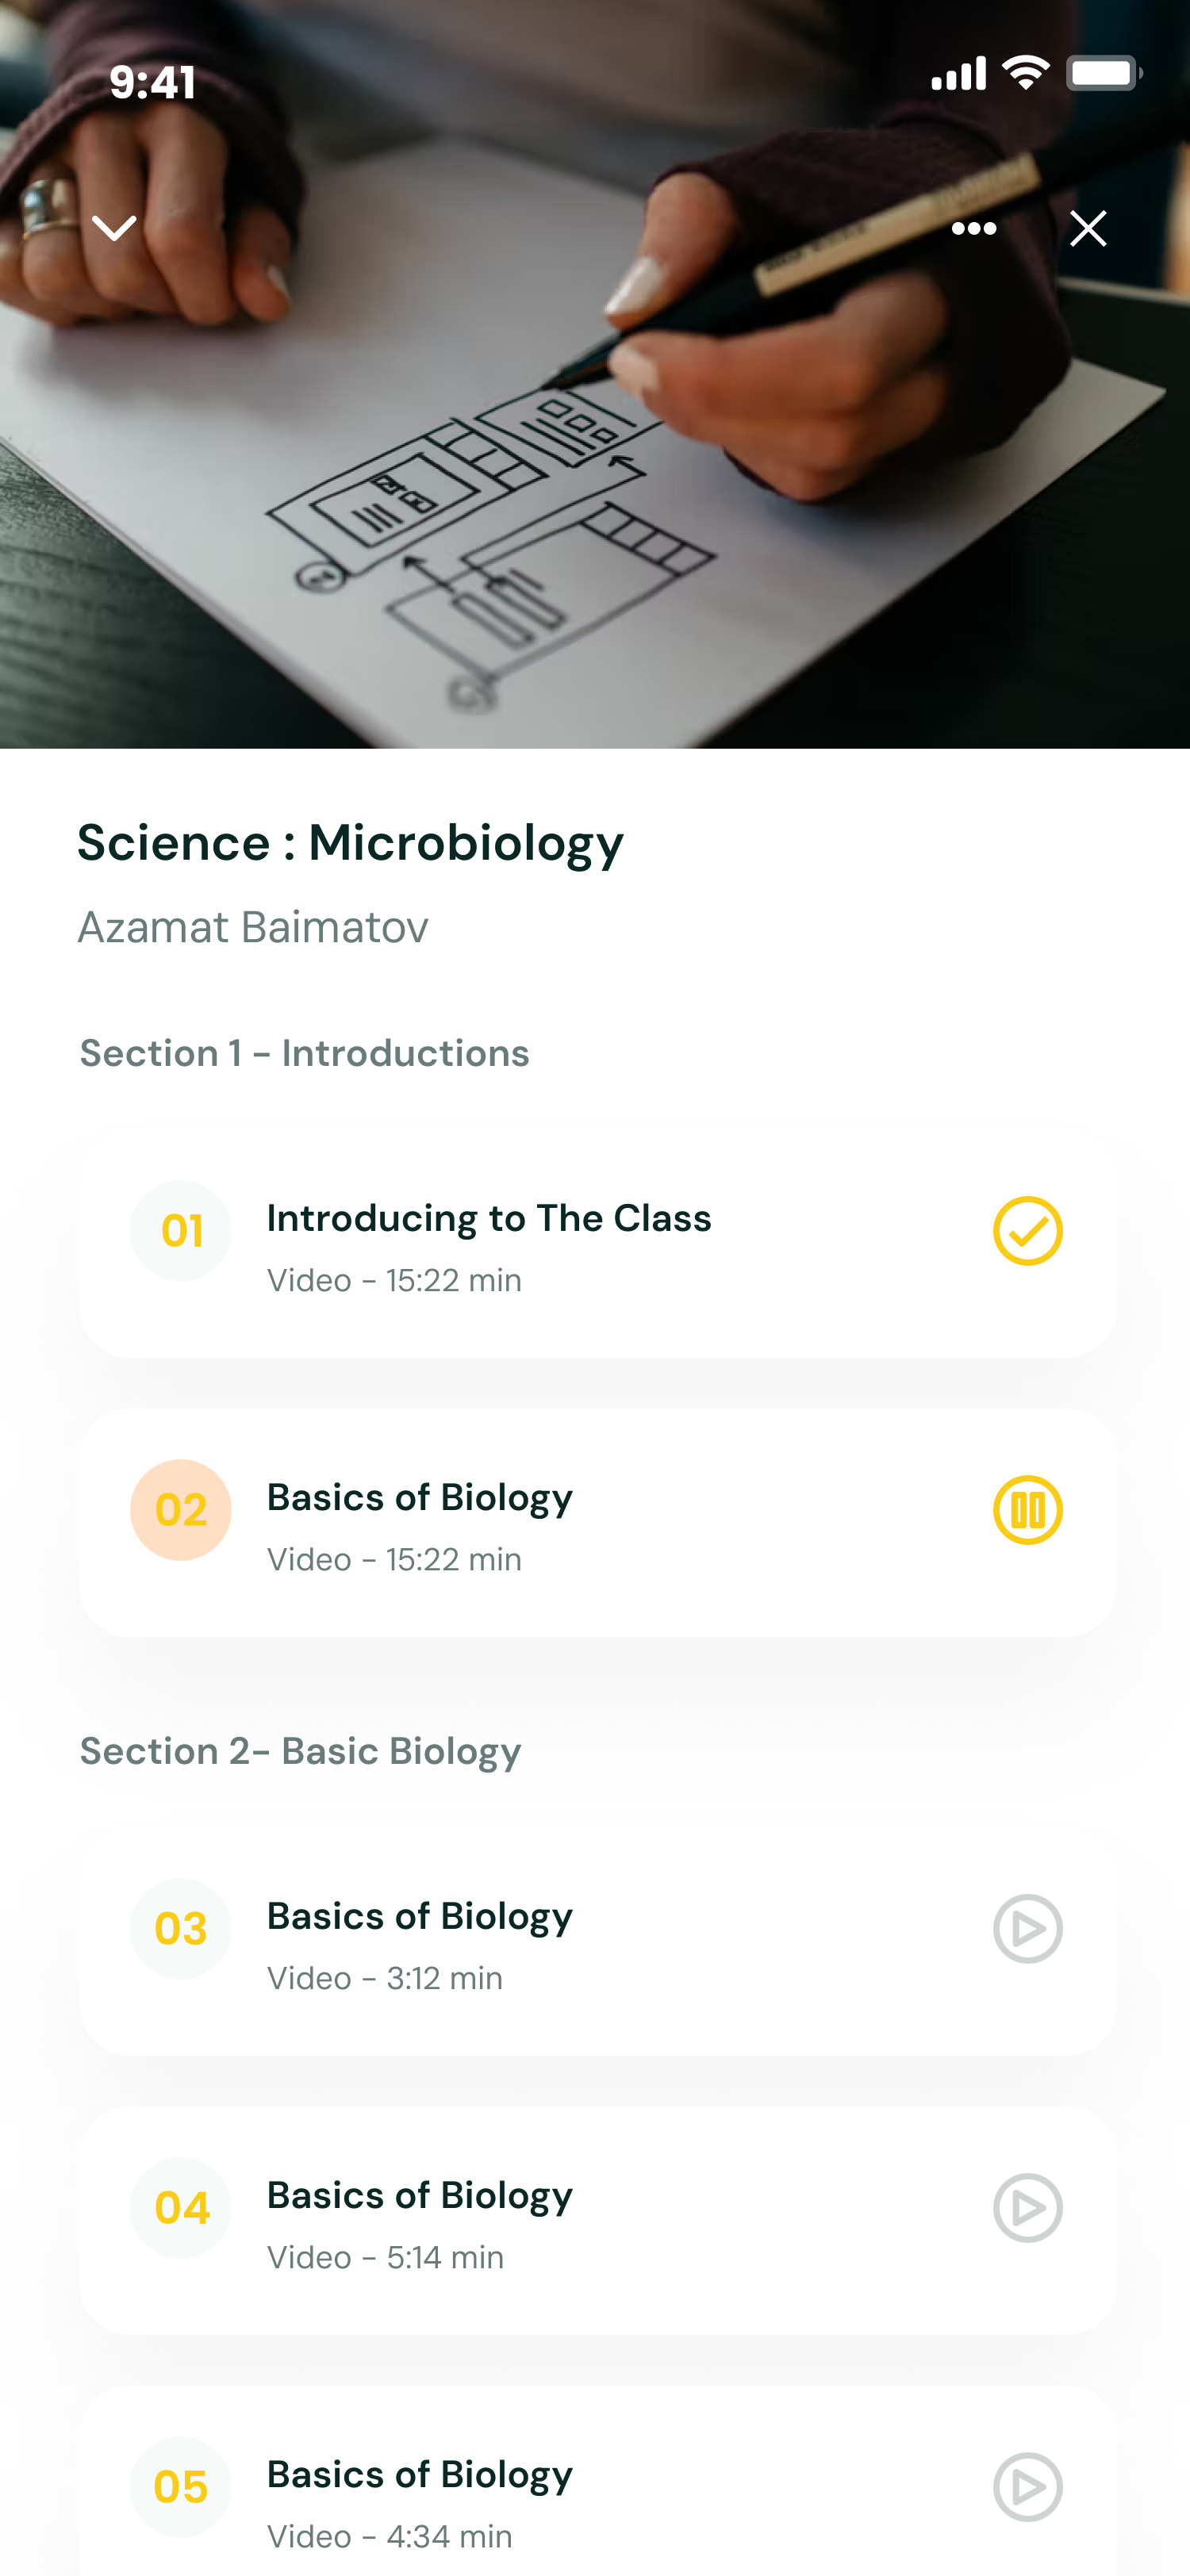 9:41
Science : Microbiology
Azamat Baimatov
Section 1 - Introductions
01
Introducing to The Class
Video - 15:22 min
02
Basics of Biology
Video - 15:22 min
Section 2- Basic Biology
03
Basics of Biology
Video - 3:12 min
04
Basics of Biology
Video - 5:14 min
05
Basics of Biology
Video - 4:34 min